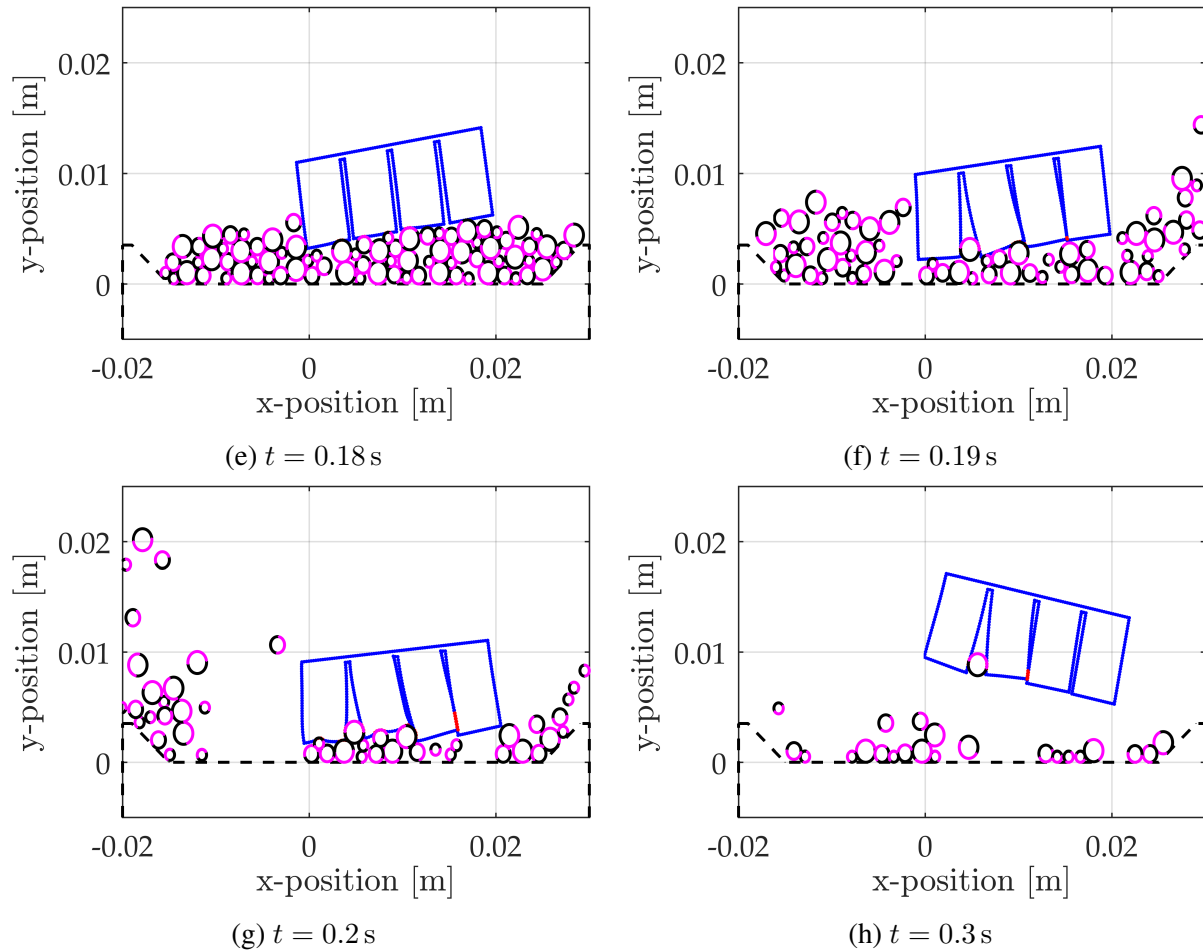 0.02
0.01
0
y-position [m]
-0.02
0
0.02
x-position [m]
(e) t = 0.18 s
0.02
0.01
0
y-position [m]
-0.02
0
0.02
x-position [m]
(f) t = 0.19 s
0.02
0.01
0
y-position [m]
-0.02
0
0.02
x-position [m]
(g) t = 0.2 s
0.02
0.01
0
y-position [m]
-0.02
0
0.02
x-position [m]
(h) t = 0.3 s